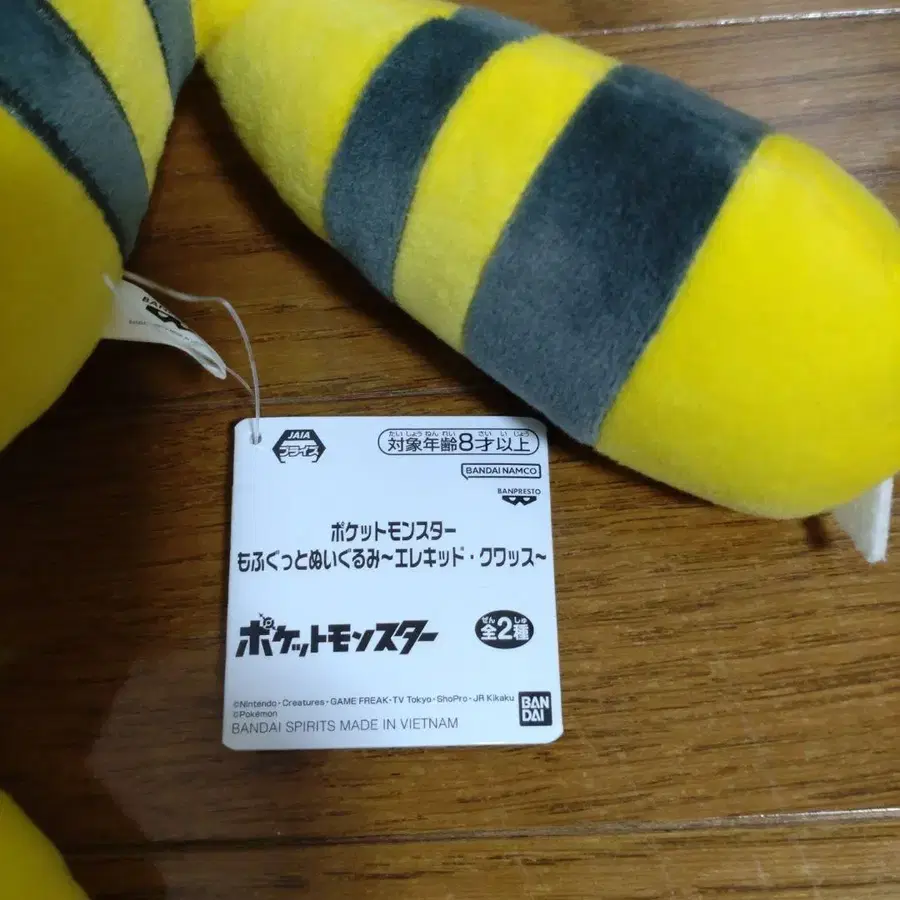 BANPRESTO
JAIA
プライズ
たいしょうねんれい さい いじょう
対象年齢8才以上
BANDAI NAMCO
BANPRESTO
ポケットモンスター
もふぐっとぬいぐるみ～エレキッド・クワッス～
ポケットモンスター
ぜん しゅ
全2種
©Nintendo・Creatures・GAME FREAK・TV Tokyo・ShoPro・JR Kikaku
©Pokémon
BANDAI SPIRITS MADE IN VIETNAM
BAN
DAI